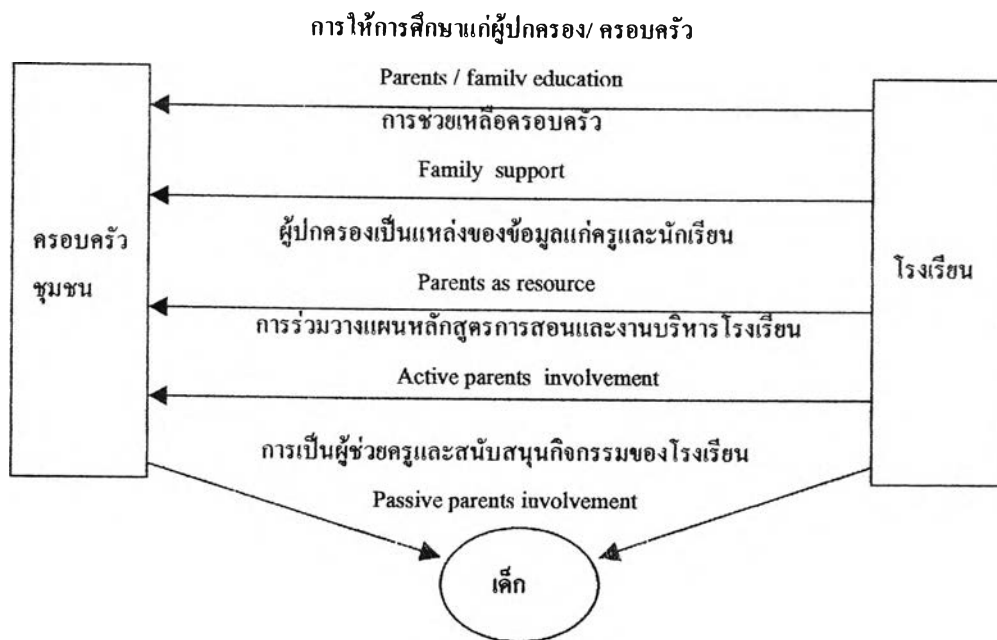 การให้การศึกษาแก่ผู้ปกครอง/ ครอบครัว
Parents / family education
การช่วยเหลือครอบครัว
Family support
ครอบครัว
ชุมชน
ผู้ปกครองเป็นแหล่งของข้อมูลแก่ครูและนักเรียน
โรงเรียน
Parents as resource
การร่วมวางแผนหลักสูตรการสอนและงานบริหารโรงเรียน
Active parents involvement
การเป็นผู้ช่วยครูและสนับสนุนกิจกรรมของโรงเรียน
Passive parents involvement
เด็ก